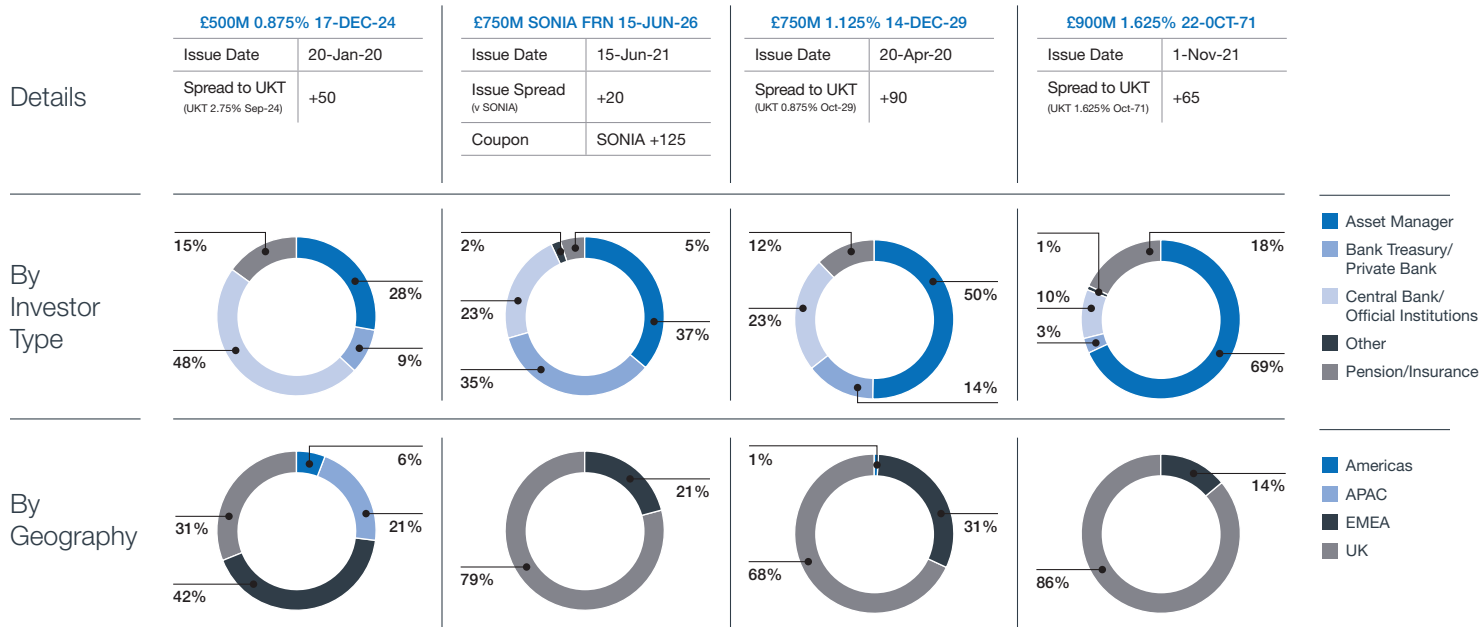 £500M 0.875% 17-DEC-24
£750M SONIA FRN 15-JUN-26
£750M 1.125% 14-DEC-29
£900M 1.625% 22-0CT-71
Details
Issue Date 20-Jan-20
Spread to UKT
(UKT 2.75% Sep-24)
+50
Issue Date 15-Jun-21
Issue Spread
(v SONIA)
+20
Coupon SONIA +125
Issue Date 20-Apr-20
Spread to UKT
(UKT 0.875% Oct-29)
+90
Issue Date 1-Nov-21
Spread to UKT
(UKT 1.625% Oct-71)
+65
By
Investor
Type
15%
28%
48%
9%
2%
5%
23%
37%
35%
12%
50%
23%
14%
1%
18%
10%
3%
69%
Asset Manager
Bank Treasury/
Private Bank
Central Bank/
Official Institutions
Other
Pension/Insurance
By
Geography
6%
31%
21%
42%
21%
79%
1%
31%
68%
14%
86%
Americas
APAC
EMEA
UK